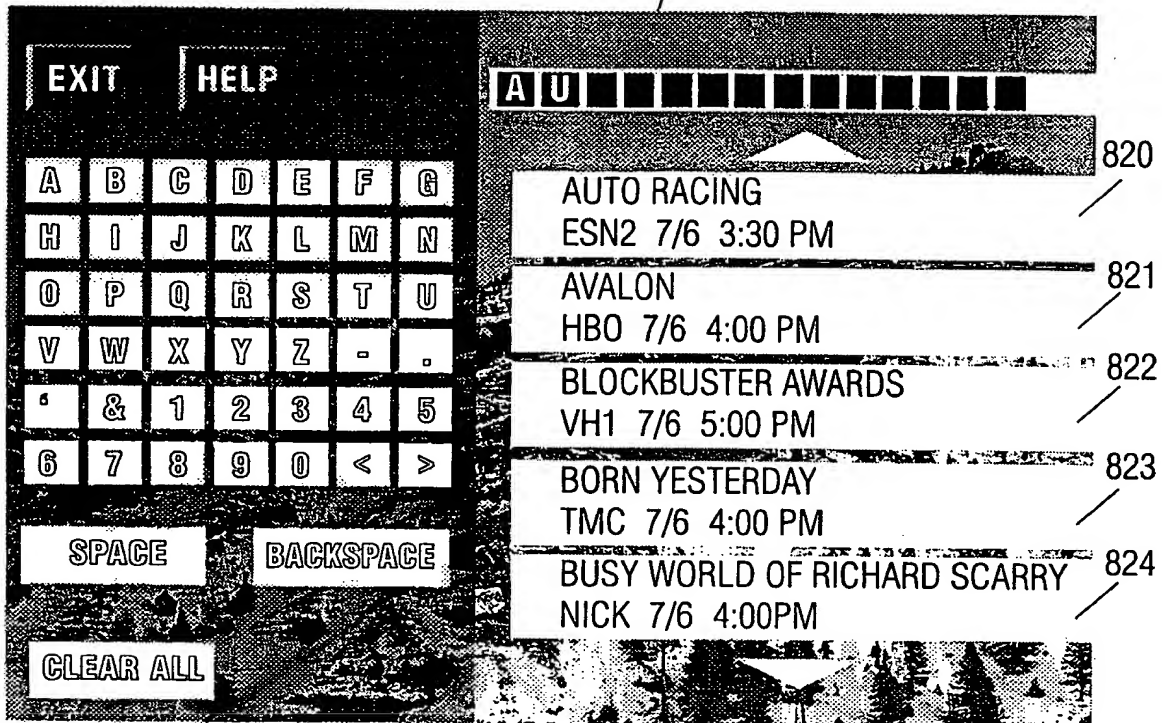 EXIT HELP
A B C D E F G
H I J K L M N
O P Q R S T U
V W X Y Z - .
' & 1 2 3 4 5
6 7 8 9 0 < >
SPACE BACKSPACE
CLEAR ALL
A U
AUTO RACING
ESN2 7/6 3:30 PM
820
AVALON
HBO 7/6 4:00 PM
821
BLOCKBUSTER AWARDS
VH1 7/6 5:00 PM
822
BORN YESTERDAY
TMC 7/6 4:00 PM
823
BUSY WORLD OF RICHARD SCARRY
NICK 7/6 4:00PM
824